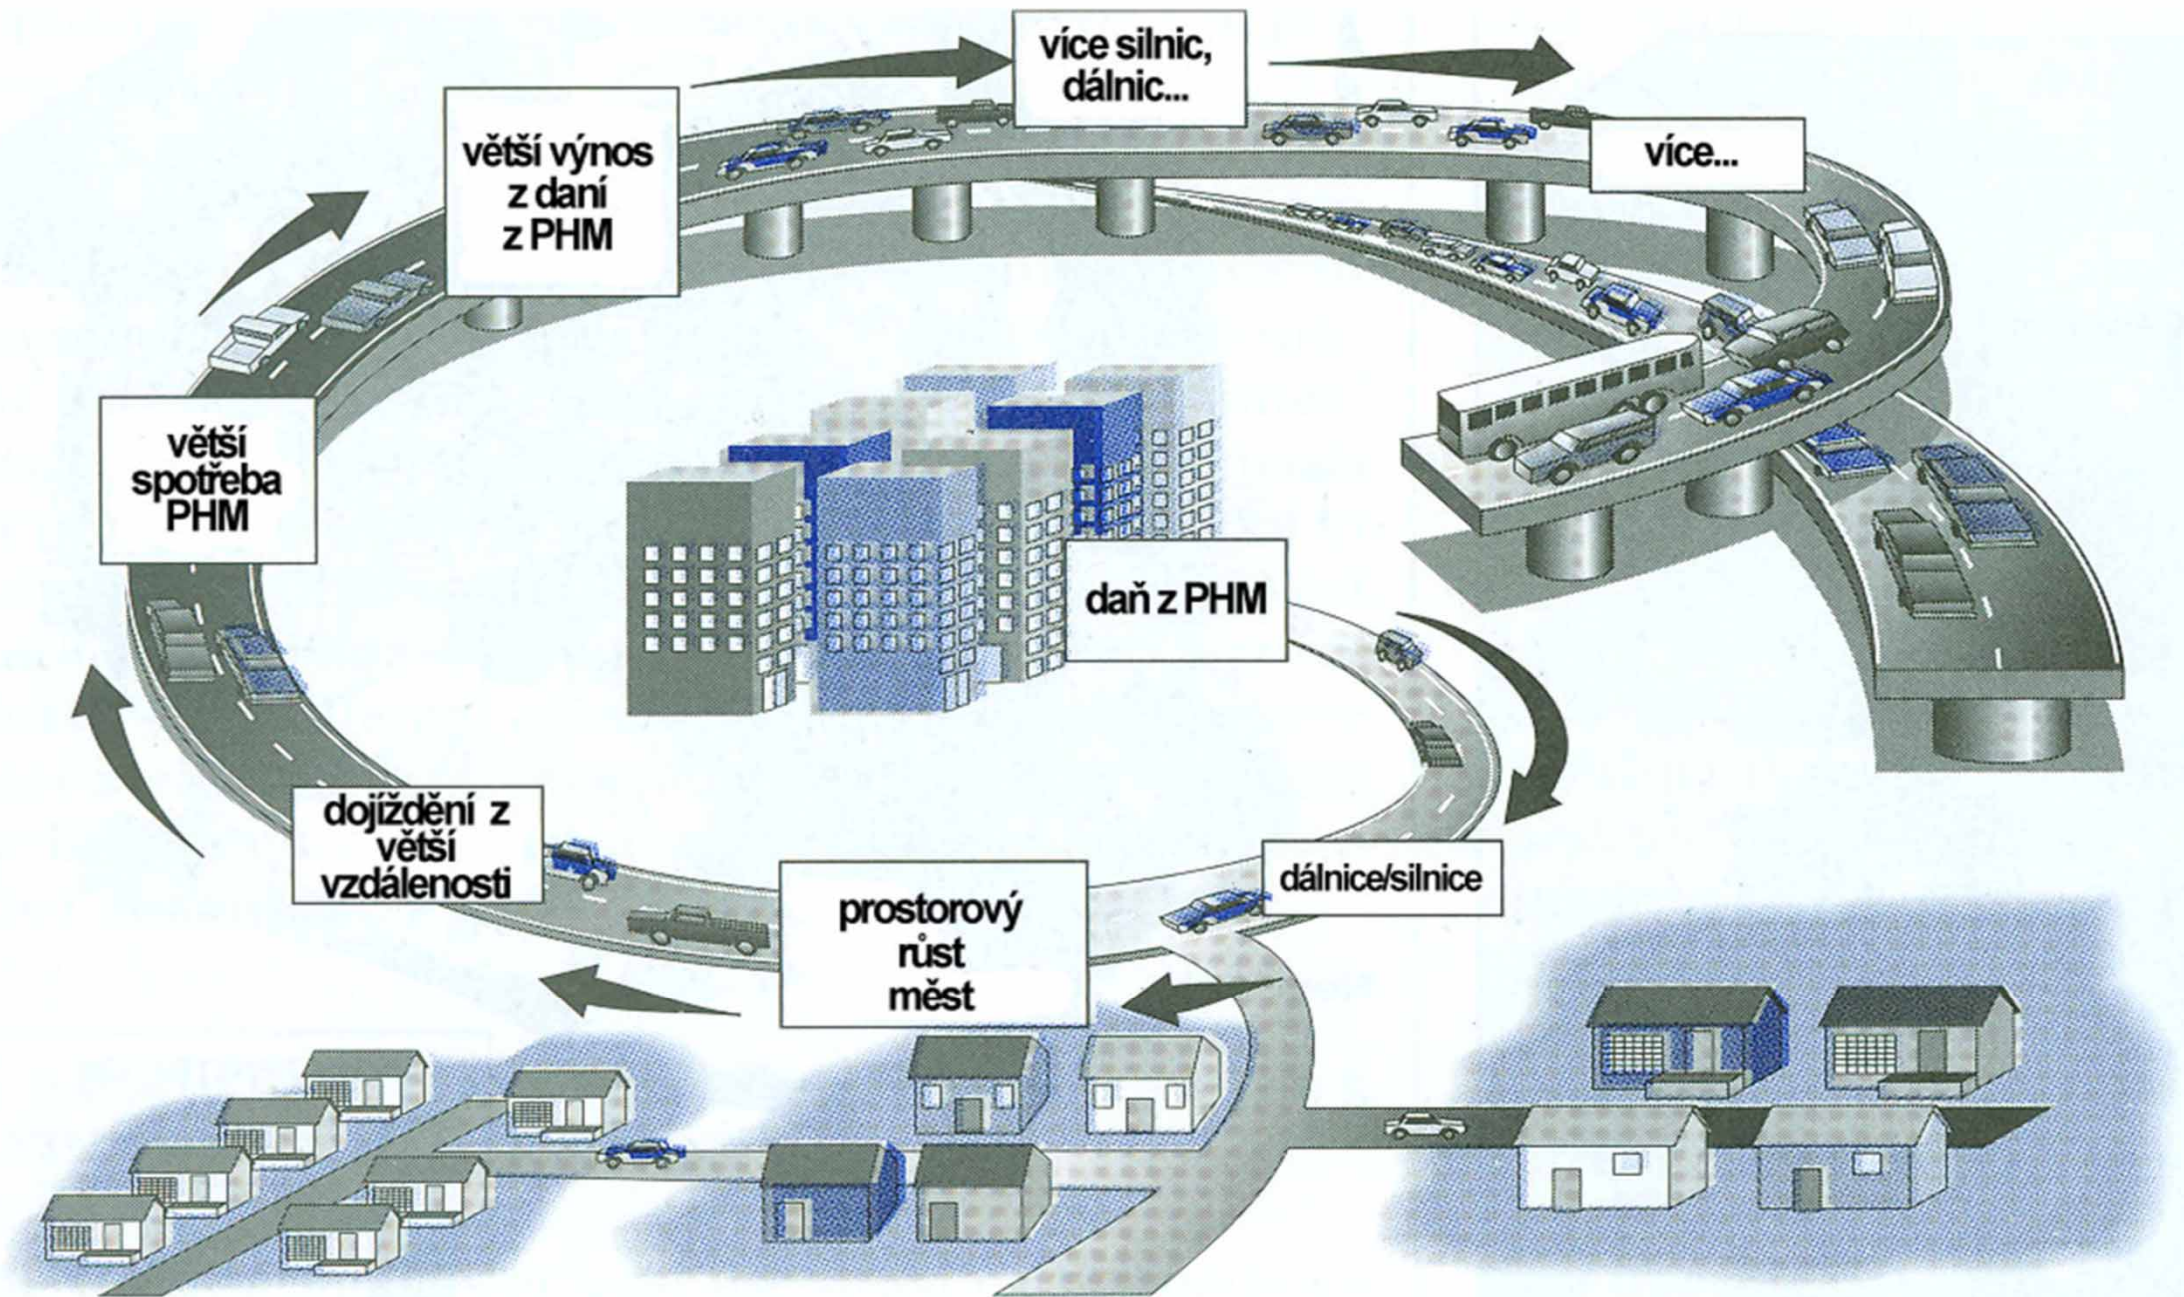 více silnic,
dálnic...
větší výnos
z daní
z PHM
více...
větší
spotřeba
PHM
daň z PHM
dojíždění z
větší
vzdálenosti
prostorový
růst
měst
dálnice/silnice